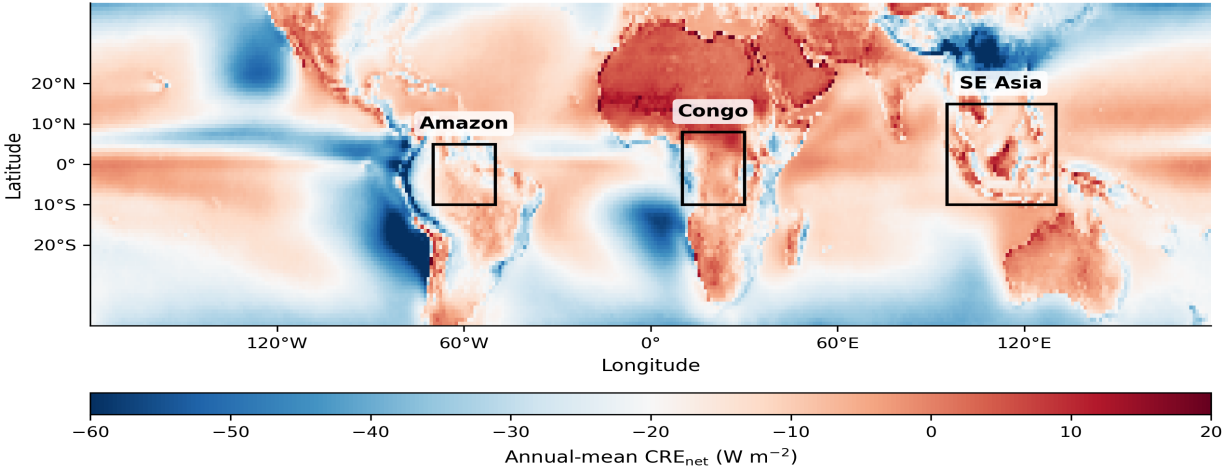 SE Asia
Congo
Amazon
20°N
10°N
0°
10°S
20°S
Latitude
120°W 60°W 0° 60°E 120°E
Longitude
−60 −50 −40 −30 −20 −10 0 10 20
Annual-mean CRE_net (W m⁻²)